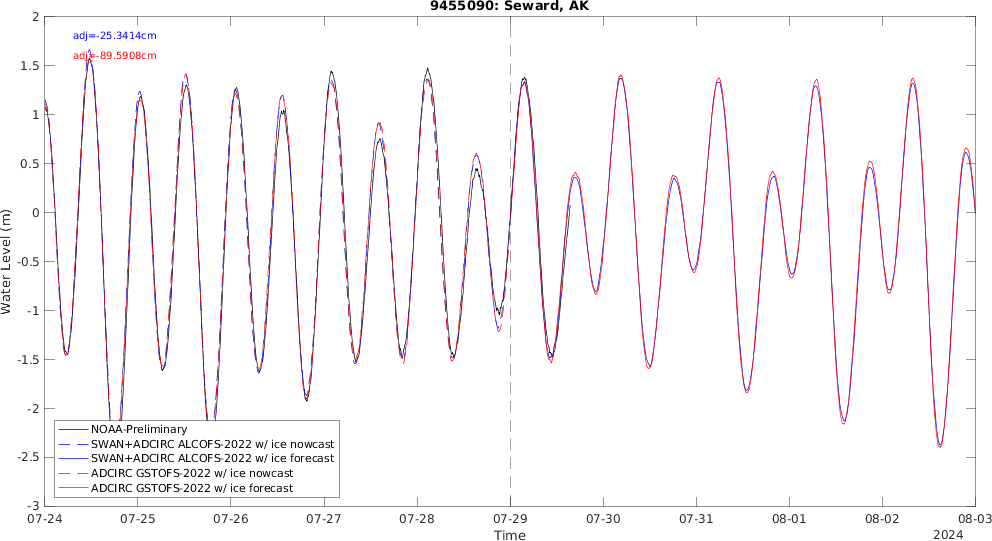 9455090: Seward, AK
adj=-25.3414cm
adj=-89.5908cm
2
1.5
1
0.5
0
-0.5
-1
-1.5
-2
-2.5
-3
Water Level (m)
NOAA-Preliminary
SWAN+ADCIRC ALCOFS-2022 w/ ice nowcast
SWAN+ADCIRC ALCOFS-2022 w/ ice forecast
ADCIRC GSTOFS-2022 w/ ice nowcast
ADCIRC GSTOFS-2022 w/ ice forecast
07-24 07-25 07-26 07-27 07-28 07-29 07-30 07-31 08-01 08-02 08-03
Time
2024